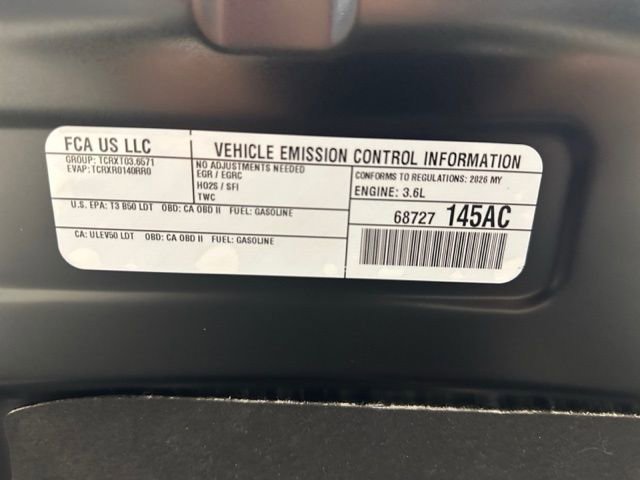 FCA US LLC
GROUP: TCRXT03.6571
EVAP: TCRXR0140RR0
VEHICLE EMISSION CONTROL INFORMATION
NO ADJUSTMENTS NEEDED
EGR / EGRC
HO2S / SFI
TWC
CONFORMS TO REGULATIONS: 2026 MY
ENGINE: 3.6L
U.S. EPA: T3 B50 LDT OBD: CA OBD II FUEL: GASOLINE
CA: ULEV50 LDT OBD: CA OBD II FUEL: GASOLINE
68727 145AC